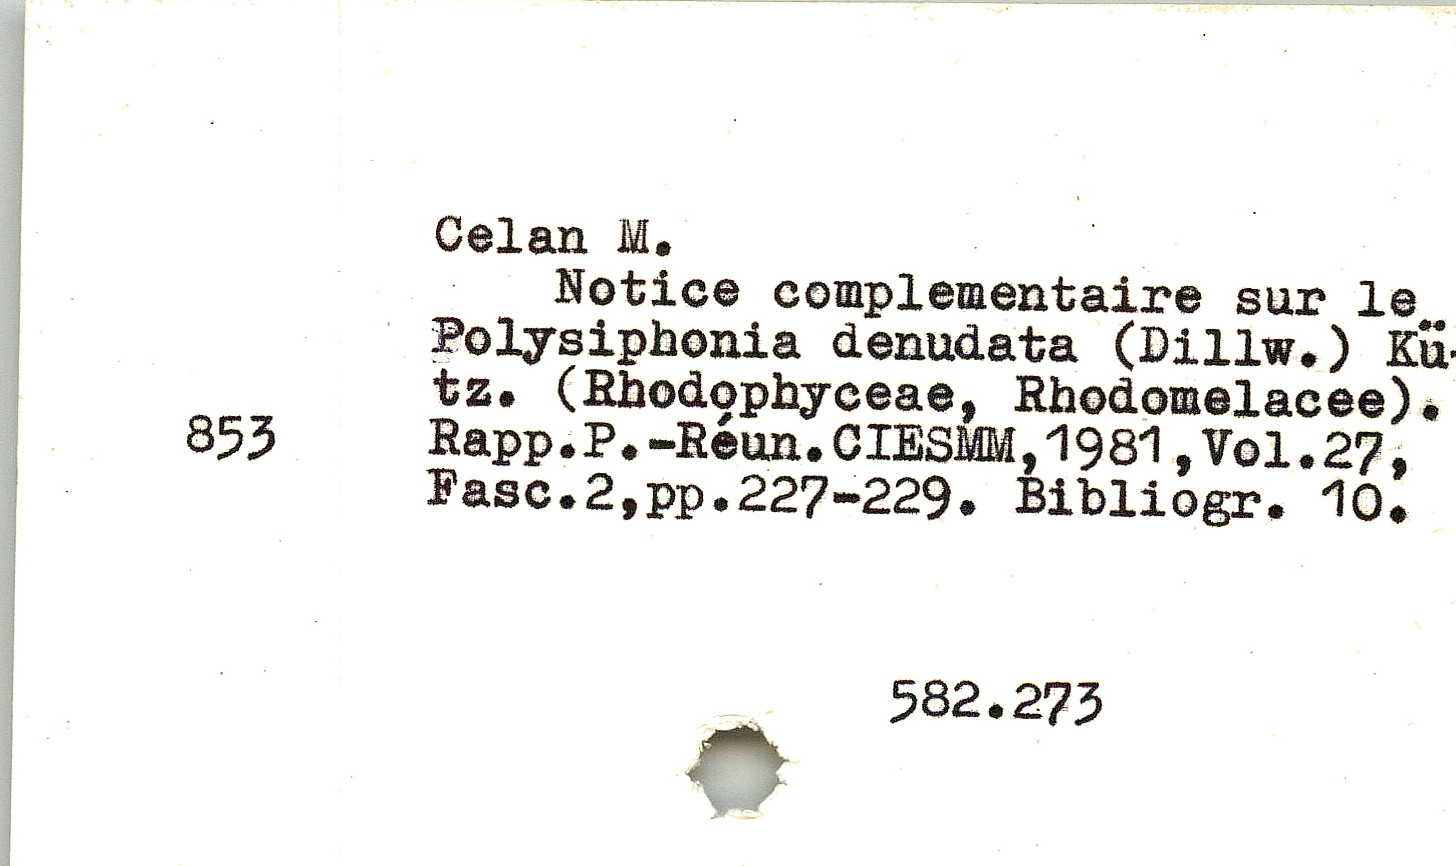 Celan M.
Notice complementaire sur le
Polysiphonia denudata (Dillw.) Kü-
tz. (Rhodophyceae, Rhodomelacee).
853
Rapp.P.-Réun.CIESMM,1981,Vol.27,
Fasc.2,pp.227-229. Bibliogr. 10.
582.273